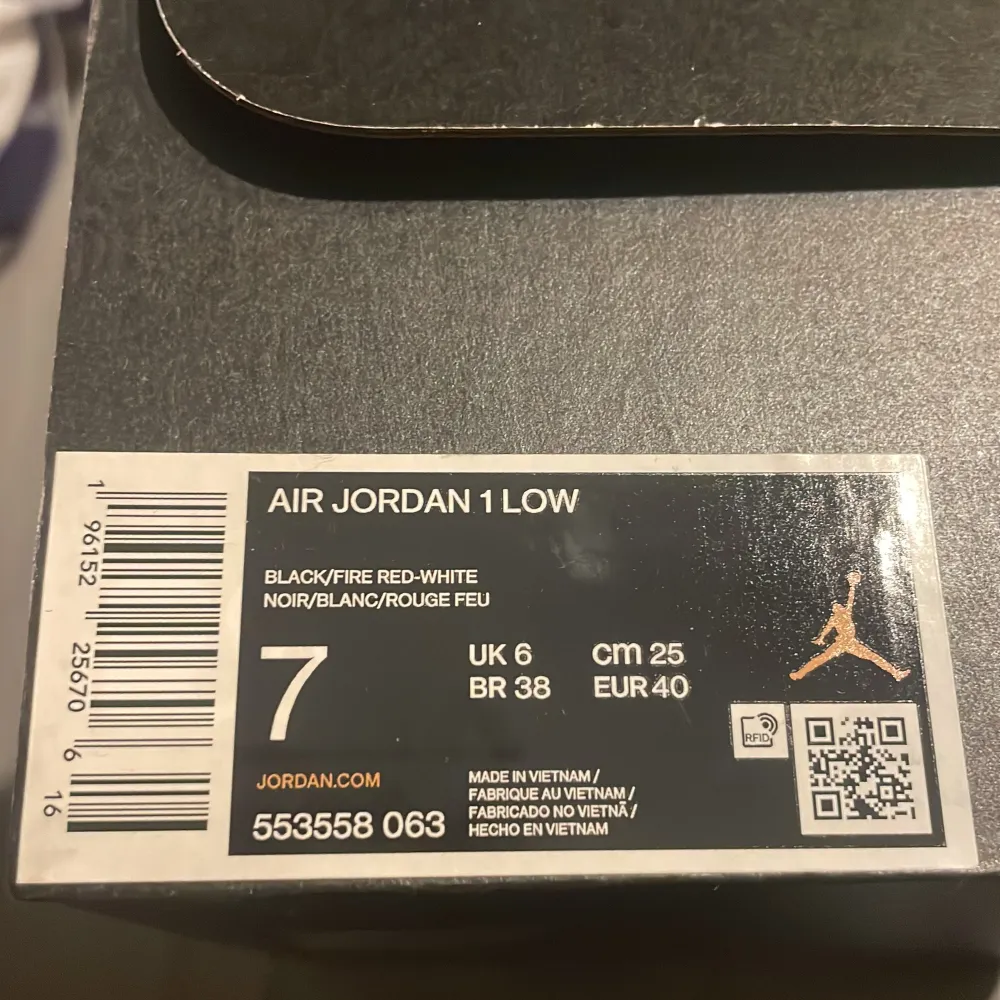 AIR JORDAN 1 LOW
BLACK/FIRE RED-WHITE
NOIR/BLANC/ROUGE FEU
7
UK 6 cm 25
BR 38 EUR 40
RFID
JORDAN.COM
553558 063
MADE IN VIETNAM /
FABRIQUE AU VIETNAM /
FABRICADO NO VIETNÃ /
HECHO EN VIETNAM
1 96152 25670 6 16